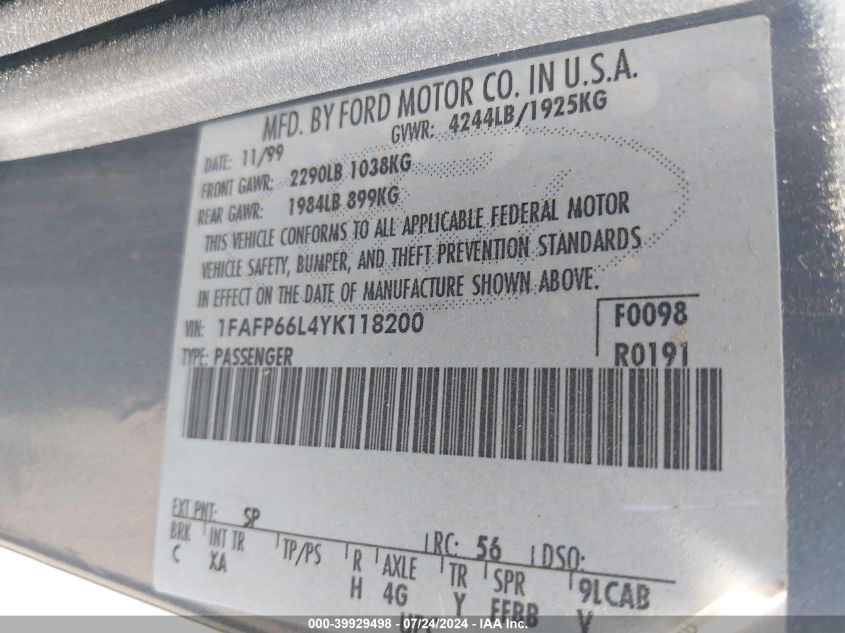 MFD. BY FORD MOTOR CO. IN U.S.A.
DATE: 11/99 GVWR: 4244LB/1925KG
FRONT GAWR: 2290LB 1038KG
REAR GAWR: 1984LB 899KG
THIS VEHICLE CONFORMS TO ALL APPLICABLE FEDERAL MOTOR
VEHICLE SAFETY, BUMPER, AND THEFT PREVENTION STANDARDS
IN EFFECT ON THE DATE OF MANUFACTURE SHOWN ABOVE.
VIN: 1FAFP66L4YK118200 F0098
TYPE: PASSENGER R0191
EXT PNT: SP RC: 56 DSO:
BRK INT TR TP/PS R AXLE TR SPR 9LCAB
C XA H 4G Y FFBB V
000-39929498 - 07/24/2024 - IAAI.com